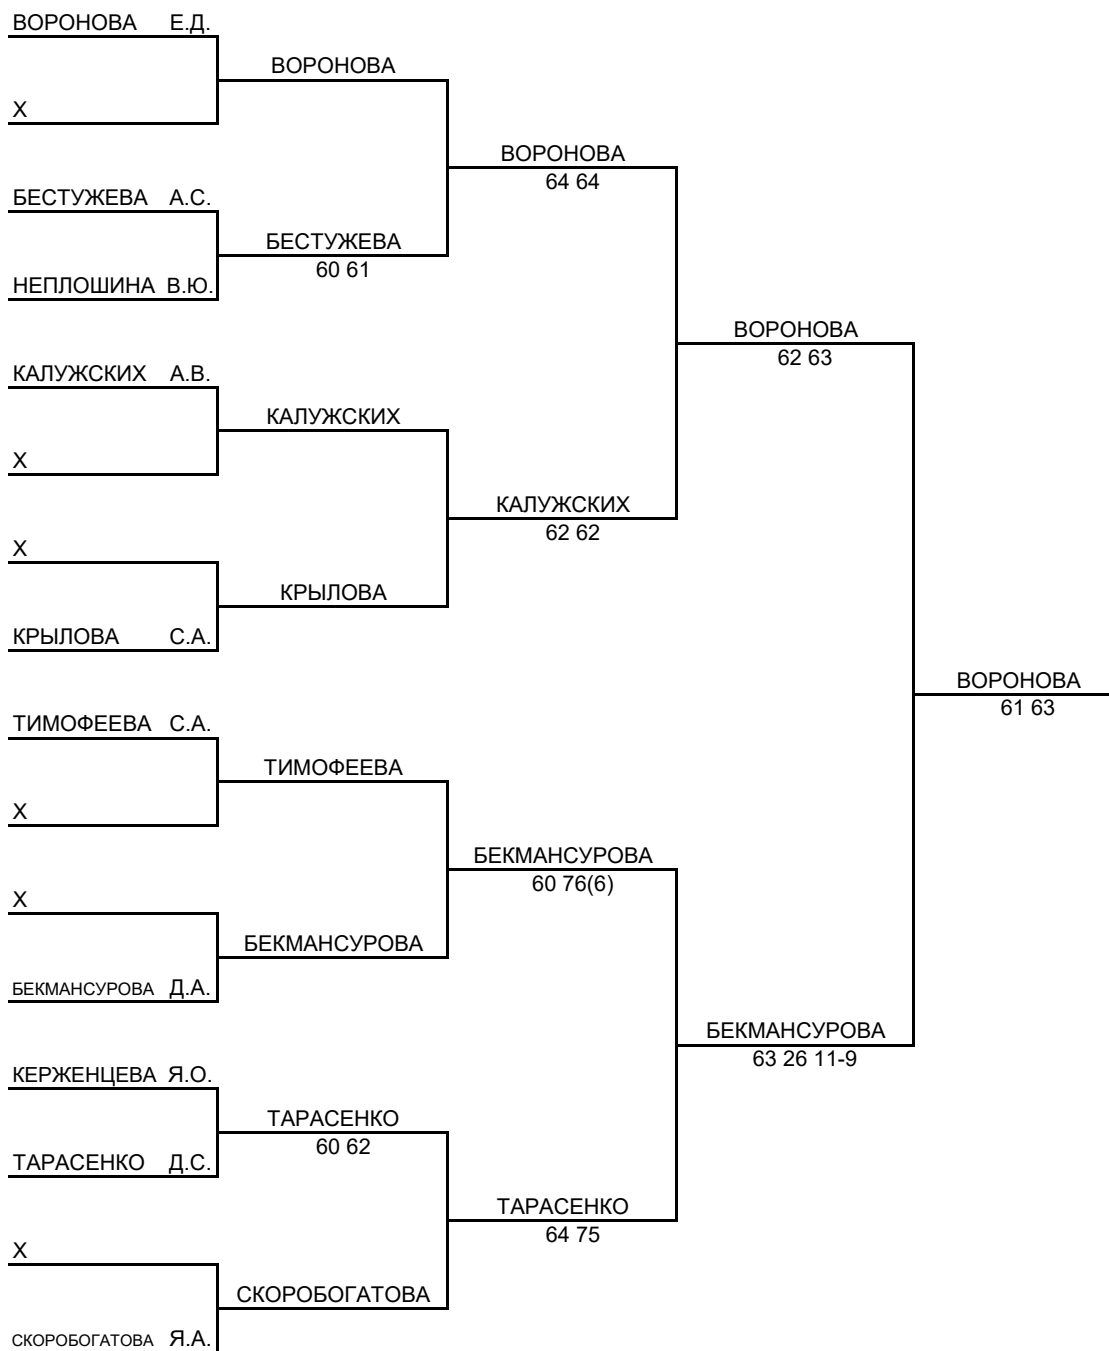 ВОРОНОВА Е.Д.
ВОРОНОВА
Х
ВОРОНОВА
64 64
БЕСТУЖЕВА А.С.
БЕСТУЖЕВА
60 61
НЕПЛОШИНА В.Ю.
ВОРОНОВА
62 63
КАЛУЖСКИХ А.В.
КАЛУЖСКИХ
Х
КАЛУЖСКИХ
62 62
Х
КРЫЛОВА
КРЫЛОВА С.А.
ВОРОНОВА
61 63
ТИМОФЕЕВА С.А.
ТИМОФЕЕВА
Х
БЕКМАНСУРОВА
60 76(6)
Х
БЕКМАНСУРОВА
БЕКМАНСУРОВА Д.А.
БЕКМАНСУРОВА
63 26 11-9
КЕРЖЕНЦЕВА Я.О.
ТАРАСЕНКО
60 62
ТАРАСЕНКО Д.С.
ТАРАСЕНКО
64 75
Х
СКОРОБОГАТОВА
СКОРОБОГАТОВА Я.А.